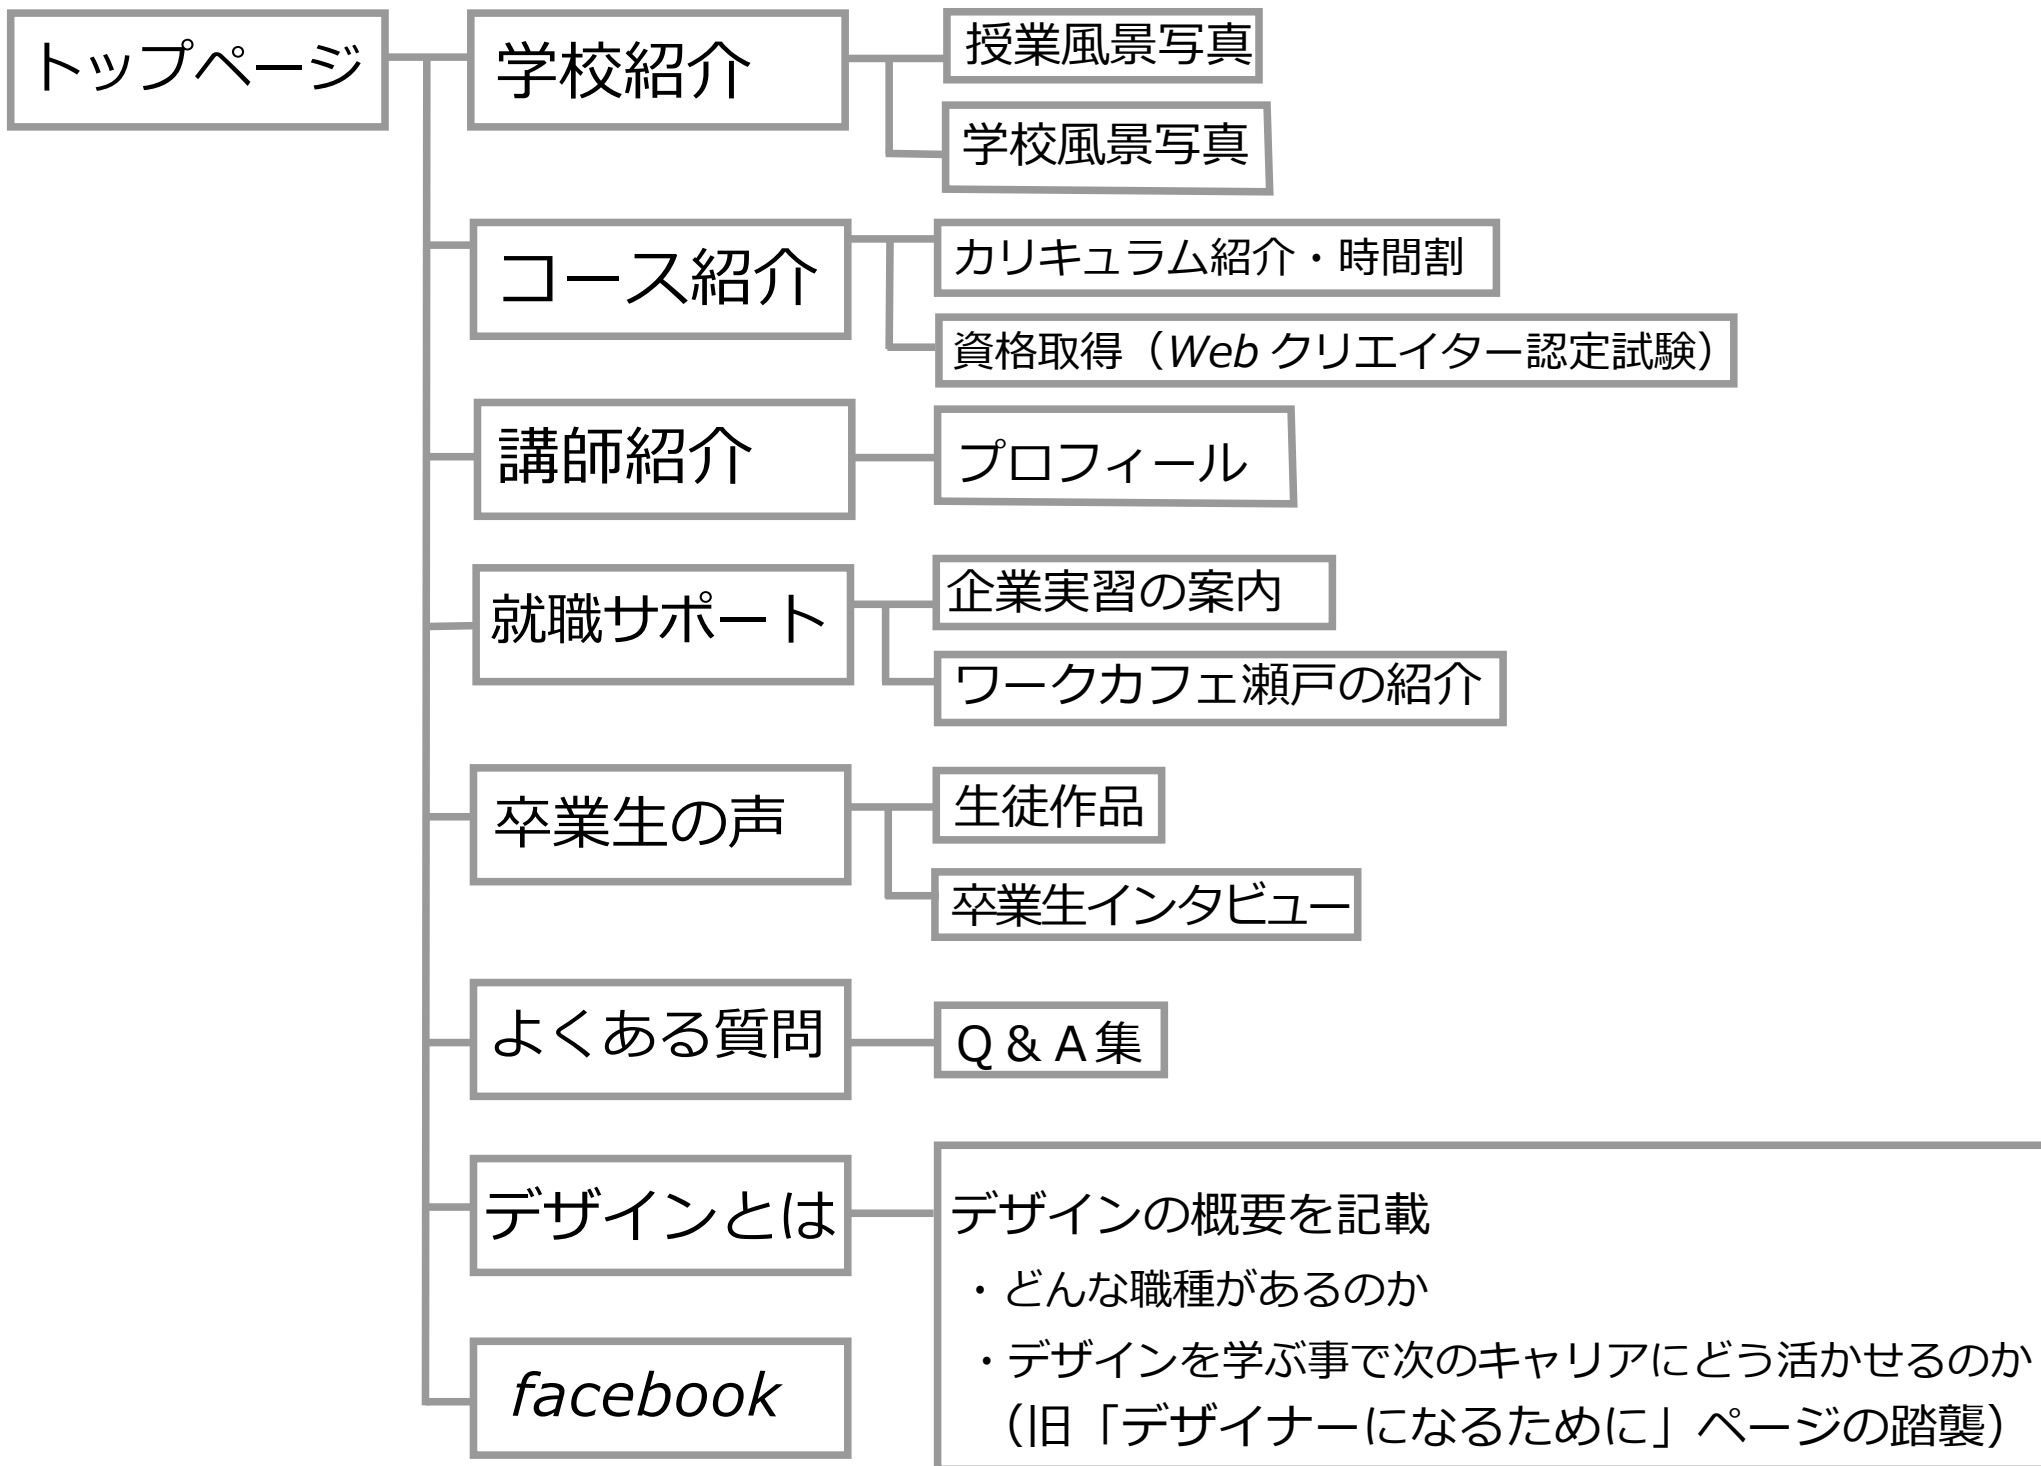 トップページ
学校紹介
授業風景写真
学校風景写真
コース紹介
カリキュラム紹介・時間割
資格取得（Webクリエイター認定試験）
講師紹介
プロフィール
就職サポート
企業実習の案内
ワークカフェ瀬戸の紹介
卒業生の声
生徒作品
卒業生インタビュー
よくある質問
Q & A 集
デザインとは
デザインの概要を記載
・どんな職種があるのか
・デザインを学ぶ事で次のキャリアにどう活かせるのか
（旧「デザイナーになるために」ページの踏襲）
facebook